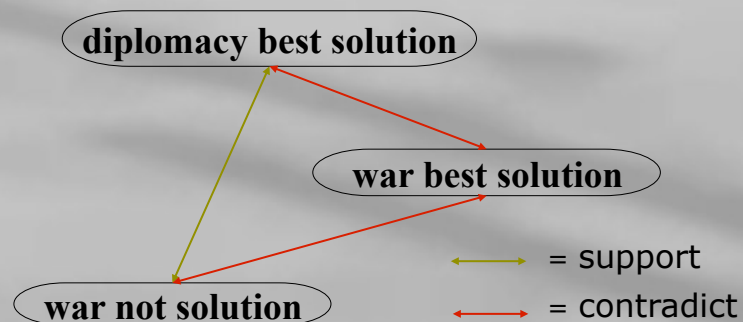 diplomacy best solution
war best solution
= support
war not solution
= contradict